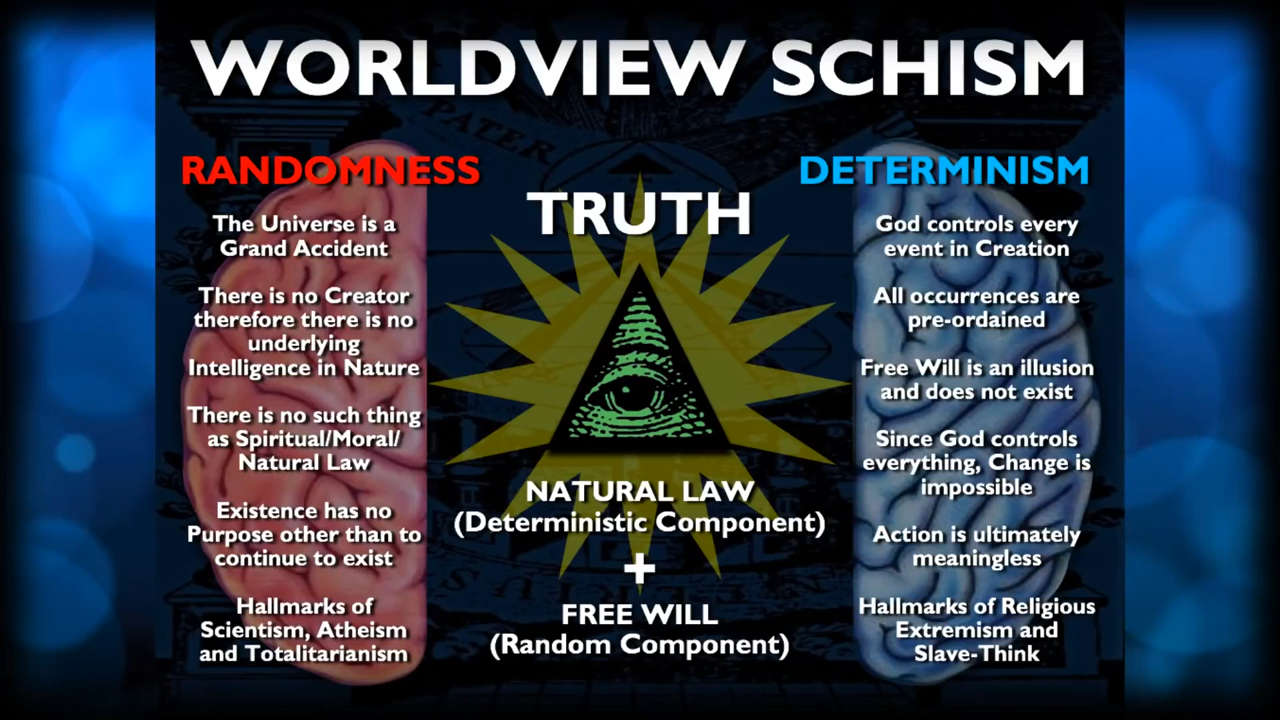 WORLDVIEW SCHISM
RANDOMNESS
The Universe is a
Grand Accident
There is no Creator
therefore there is no
underlying
Intelligence in Nature
There is no such thing
as Spiritual/Moral/
Natural Law
Existence has no
Purpose other than to
continue to exist
Hallmarks of
Scientism, Atheism
and Totalitarianism
PATER
TRUTH
NATURAL LAW
(Deterministic Component)
+
FREE WILL
(Random Component)
DETERMINISM
God controls every
event in Creation
All occurrences are
pre-ordained
Free Will is an illusion
and does not exist
Since God controls
everything, Change is
impossible
Action is ultimately
meaningless
Hallmarks of Religious
Extremism and
Slave-Think